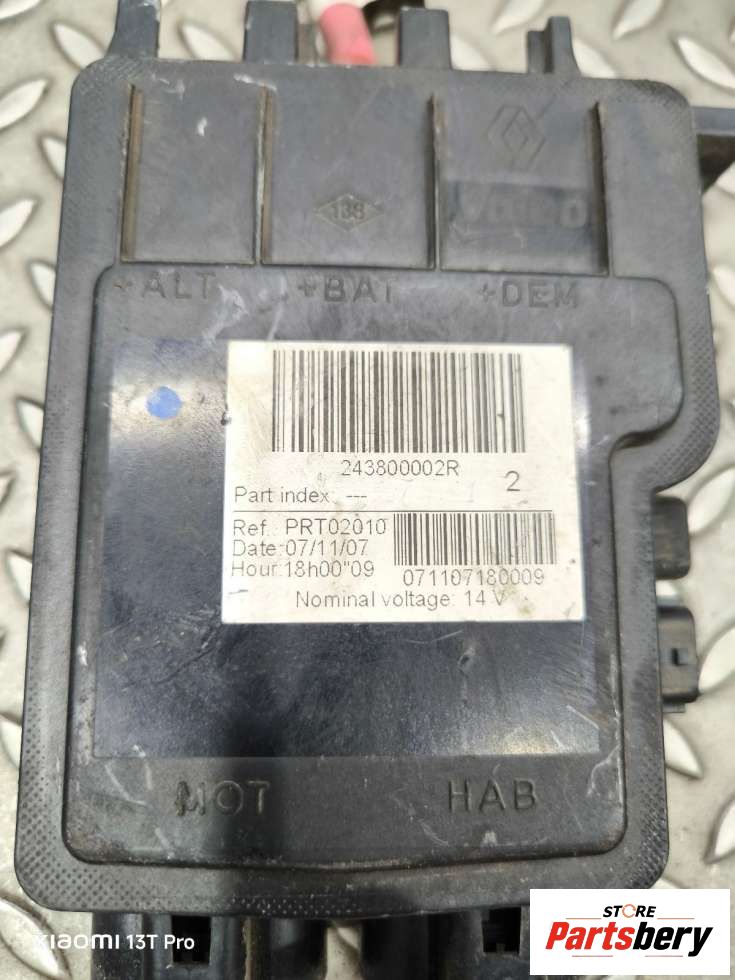 138
+ALT +BAT +DEM
243800002R
Part index: --- 2
Ref.: PRT02010
Date:07/11/07
Hour:18h00"09 071107180009
Nominal voltage: 14 V
MOT HAB
XIAOMI 13T Pro
STORE
Partsbery